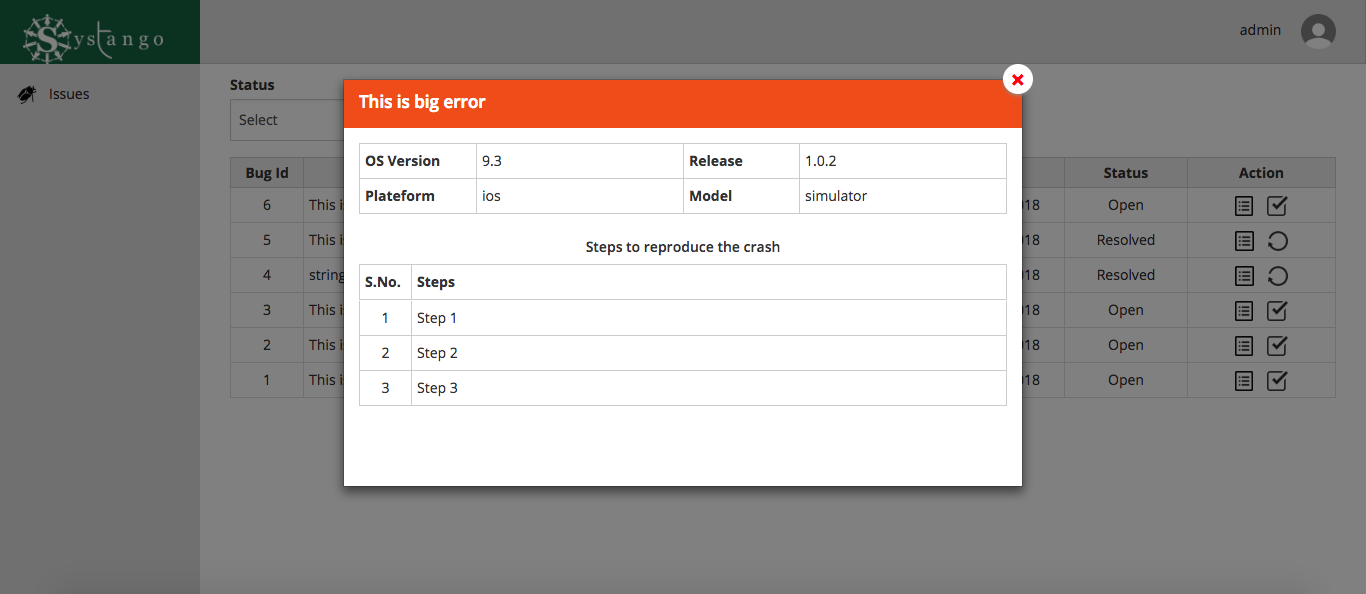 Systango
admin
Issues
Status
Select
This is big error
OS Version 9.3 Release 1.0.2
Plateform ios Model simulator
Steps to reproduce the crash
S.No. Steps
1 Step 1
2 Step 2
3 Step 3
Bug Id Status Action
6 This i 18 Open
5 This i 18 Resolved
4 string 18 Resolved
3 This i 18 Open
2 This i 18 Open
1 This i 18 Open